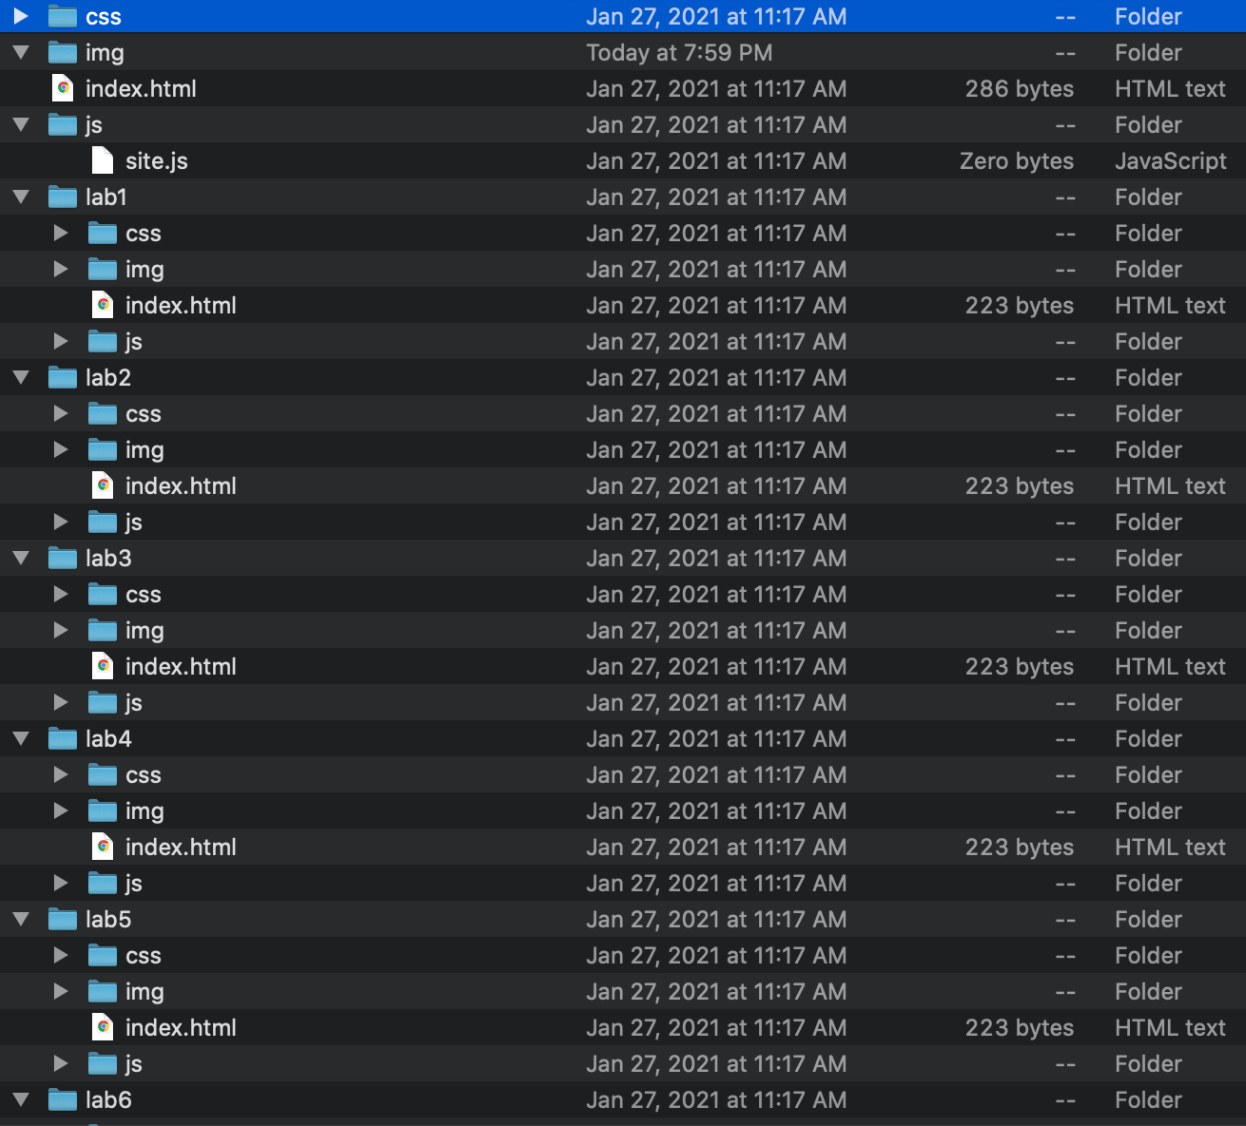 css Jan 27, 2021 at 11:17 AM -- Folder
img Today at 7:59 PM -- Folder
index.html Jan 27, 2021 at 11:17 AM 286 bytes HTML text
js Jan 27, 2021 at 11:17 AM -- Folder
site.js Jan 27, 2021 at 11:17 AM Zero bytes JavaScript
lab1 Jan 27, 2021 at 11:17 AM -- Folder
css Jan 27, 2021 at 11:17 AM -- Folder
img Jan 27, 2021 at 11:17 AM -- Folder
index.html Jan 27, 2021 at 11:17 AM 223 bytes HTML text
js Jan 27, 2021 at 11:17 AM -- Folder
lab2 Jan 27, 2021 at 11:17 AM -- Folder
css Jan 27, 2021 at 11:17 AM -- Folder
img Jan 27, 2021 at 11:17 AM -- Folder
index.html Jan 27, 2021 at 11:17 AM 223 bytes HTML text
js Jan 27, 2021 at 11:17 AM -- Folder
lab3 Jan 27, 2021 at 11:17 AM -- Folder
css Jan 27, 2021 at 11:17 AM -- Folder
img Jan 27, 2021 at 11:17 AM -- Folder
index.html Jan 27, 2021 at 11:17 AM 223 bytes HTML text
js Jan 27, 2021 at 11:17 AM -- Folder
lab4 Jan 27, 2021 at 11:17 AM -- Folder
css Jan 27, 2021 at 11:17 AM -- Folder
img Jan 27, 2021 at 11:17 AM -- Folder
index.html Jan 27, 2021 at 11:17 AM 223 bytes HTML text
js Jan 27, 2021 at 11:17 AM -- Folder
lab5 Jan 27, 2021 at 11:17 AM -- Folder
css Jan 27, 2021 at 11:17 AM -- Folder
img Jan 27, 2021 at 11:17 AM -- Folder
index.html Jan 27, 2021 at 11:17 AM 223 bytes HTML text
js Jan 27, 2021 at 11:17 AM -- Folder
lab6 Jan 27, 2021 at 11:17 AM -- Folder